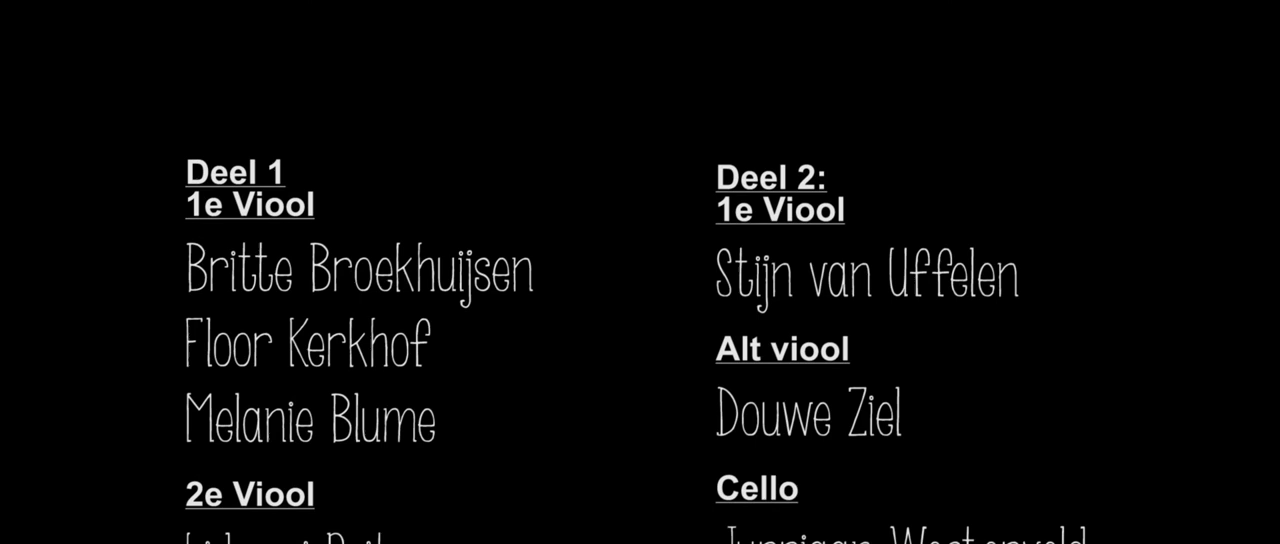 Deel 1
1e Viool
Britte Broekhuijsen
Floor Kerkhof
Melanie Blume
2e Viool
Deel 2:
1e Viool
Stijn van Uffelen
Alt viool
Douwe Ziel
Cello